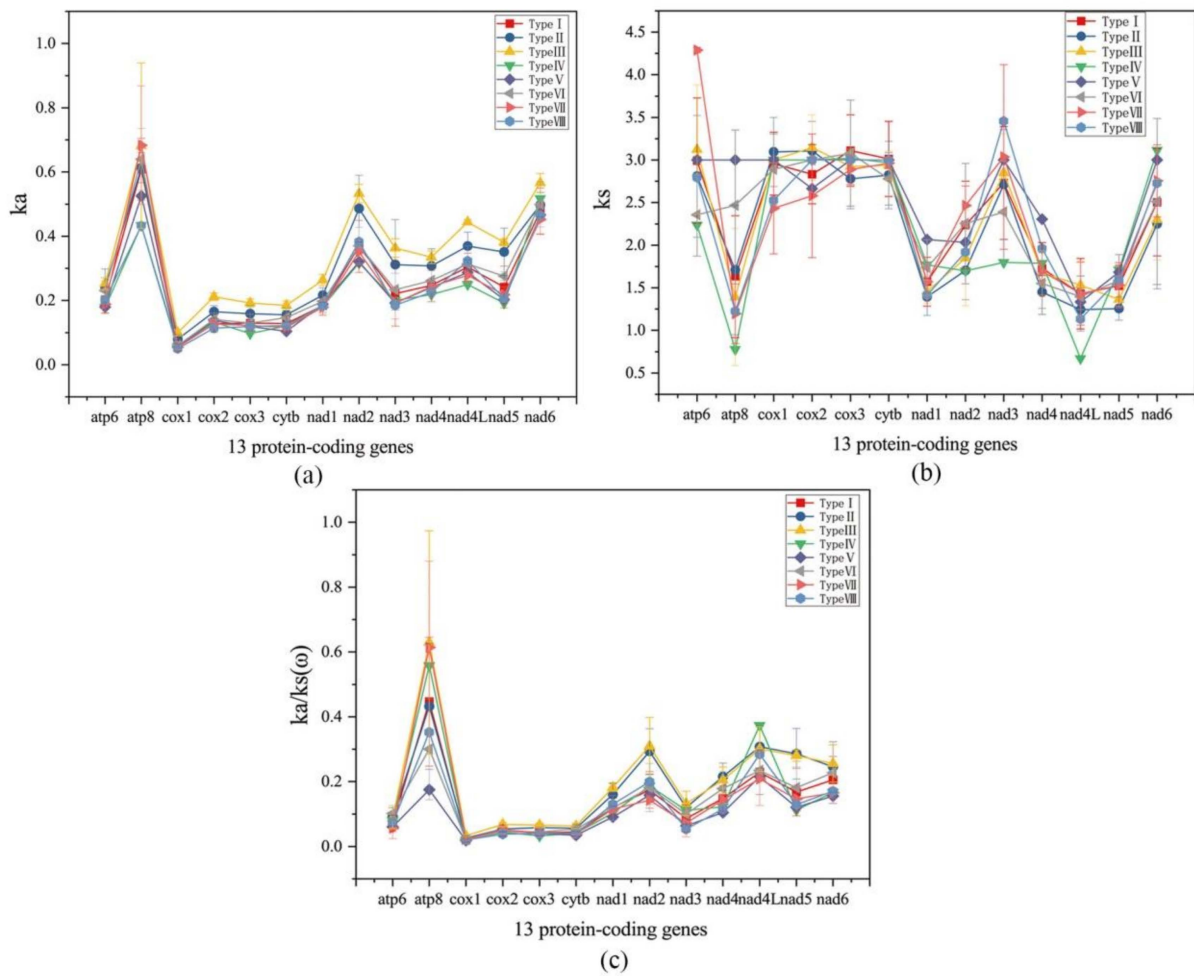 (a)
ka
1.0
0.8
0.6
0.4
0.2
0.0
Type Ⅰ
Type Ⅱ
TypeⅢ
TypeⅣ
Type Ⅴ
TypeⅥ
TypeⅦ
TypeⅧ
atp6 atp8 cox1 cox2 cox3 cytb nad1 nad2 nad3 nad4 nad4L nad5 nad6
13 protein-coding genes
(a)
ks
4.5
4.0
3.5
3.0
2.5
2.0
1.5
1.0
0.5
Type Ⅰ
Type Ⅱ
TypeⅢ
TypeⅣ
Type Ⅴ
TypeⅥ
TypeⅦ
TypeⅧ
atp6 atp8 cox1 cox2 cox3 cytb nad1 nad2 nad3 nad4 nad4L nad5 nad6
13 protein-coding genes
(b)
ka/ks(ω)
1.0
0.8
0.6
0.4
0.2
0.0
Type Ⅰ
Type Ⅱ
TypeⅢ
TypeⅣ
Type Ⅴ
TypeⅥ
TypeⅦ
TypeⅧ
atp6 atp8 cox1 cox2 cox3 cytb nad1 nad2 nad3 nad4 nad4L nad5 nad6
13 protein-coding genes
(c)